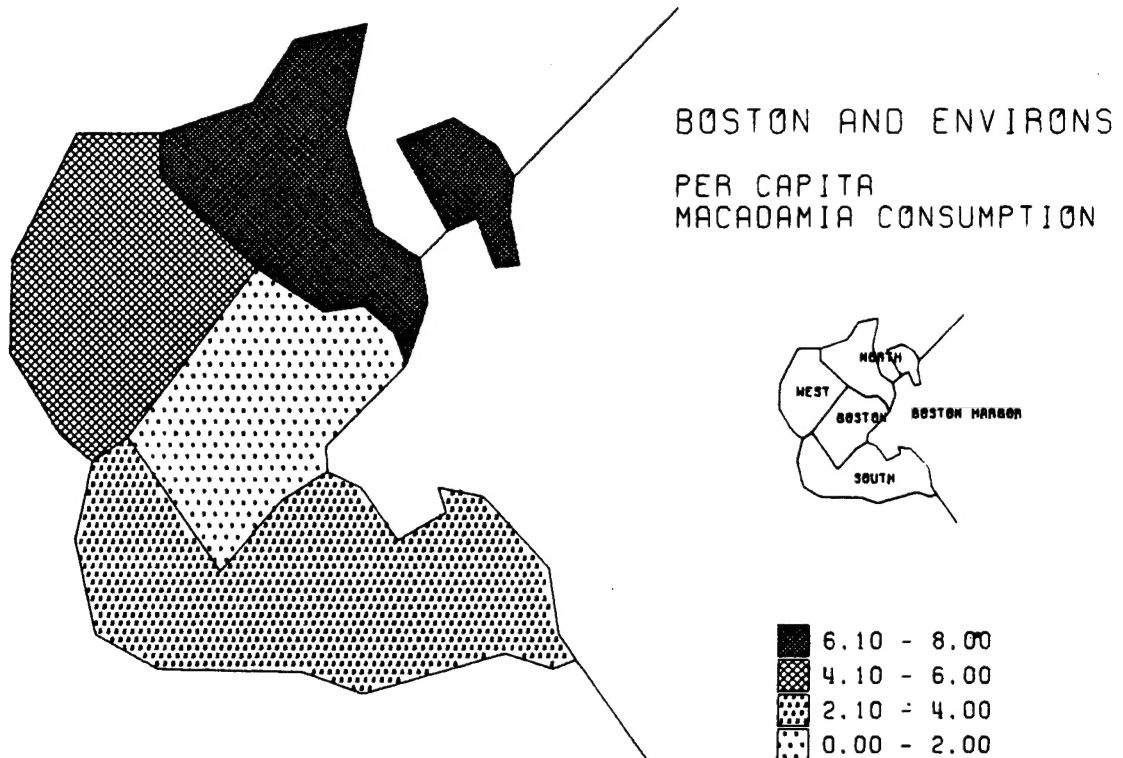 BOSTON AND ENVIRONS
PER CAPITA
MACADAMIA CONSUMPTION
NORTH
WEST
BOSTON
BOSTON HARBOR
SOUTH
6.10 - 8.00
4.10 - 6.00
2.10 - 4.00
0.00 - 2.00